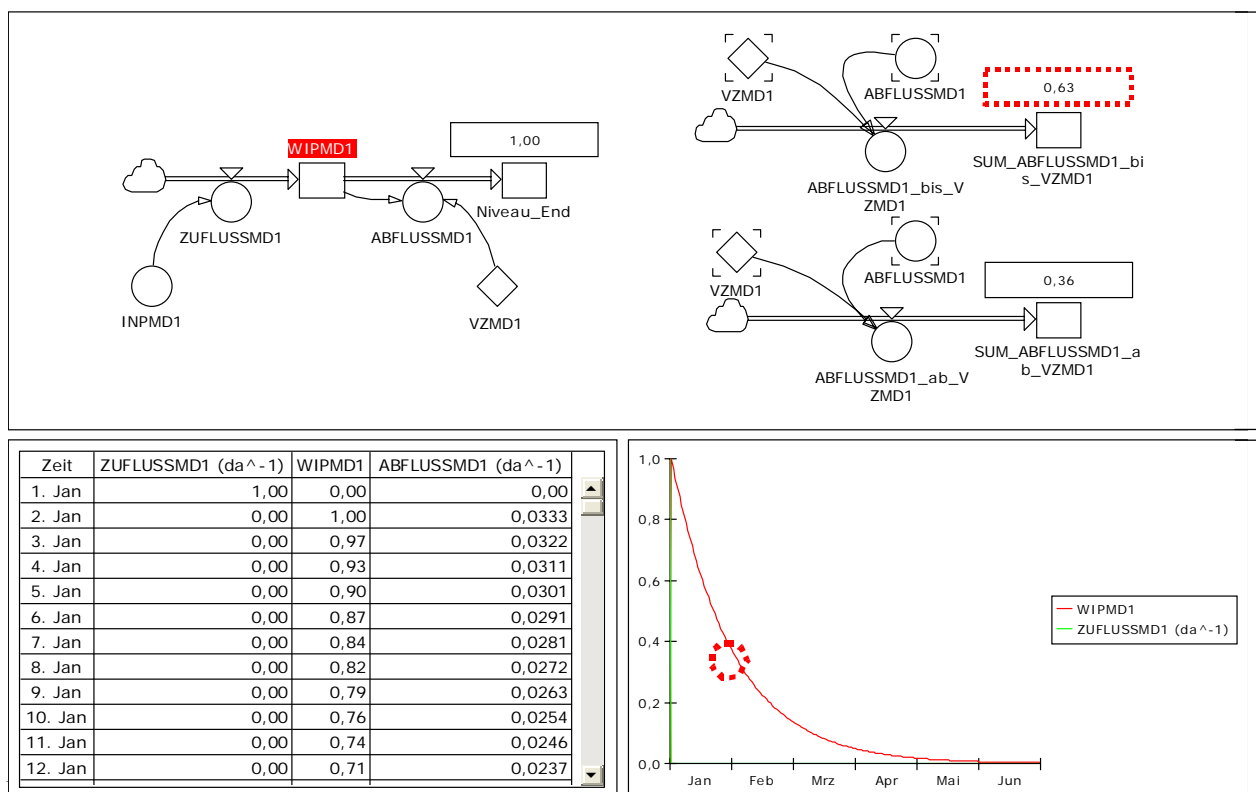 VZMD1
ABFLUSSMD1
0,63
WIPMD1
1,00
SUM_ABFLUSSMD1_bi
s_VZMD1
ABFLUSSMD1_bis_V
ZMD1
Niveau_End
ZUFLUSSMD1
ABFLUSSMD1
VZMD1
ABFLUSSMD1
0,36
INPMD1
VZMD1
SUM_ABFLUSSMD1_a
b_VZMD1
ABFLUSSMD1_ab_V
ZMD1
Zeit ZUFLUSSMD1 (da^-1) WIPMD1 ABFLUSSMD1 (da^-1)
1. Jan 1,00 0,00 0,00
2. Jan 0,00 1,00 0,0333
3. Jan 0,00 0,97 0,0322
4. Jan 0,00 0,93 0,0311
5. Jan 0,00 0,90 0,0301
6. Jan 0,00 0,87 0,0291
7. Jan 0,00 0,84 0,0281
8. Jan 0,00 0,82 0,0272
9. Jan 0,00 0,79 0,0263
10. Jan 0,00 0,76 0,0254
11. Jan 0,00 0,74 0,0246
12. Jan 0,00 0,71 0,0237
1,0
0,8
0,6
0,4
0,2
0,0
Jan Feb Mrz Apr Mai Jun
WIPMD1
ZUFLUSSMD1 (da^-1)